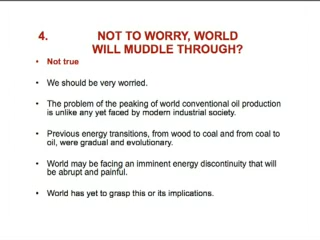 4. NOT TO WORRY, WORLD
WILL MUDDLE THROUGH?
• Not true
• We should be very worried.
• The problem of the peaking of world conventional oil production
is unlike any yet faced by modern industrial society.
• Previous energy transitions, from wood to coal and from coal to
oil, were gradual and evolutionary.
• World may be facing an imminent energy discontinuity that will
be abrupt and painful.
• World has yet to grasp this or its implications.